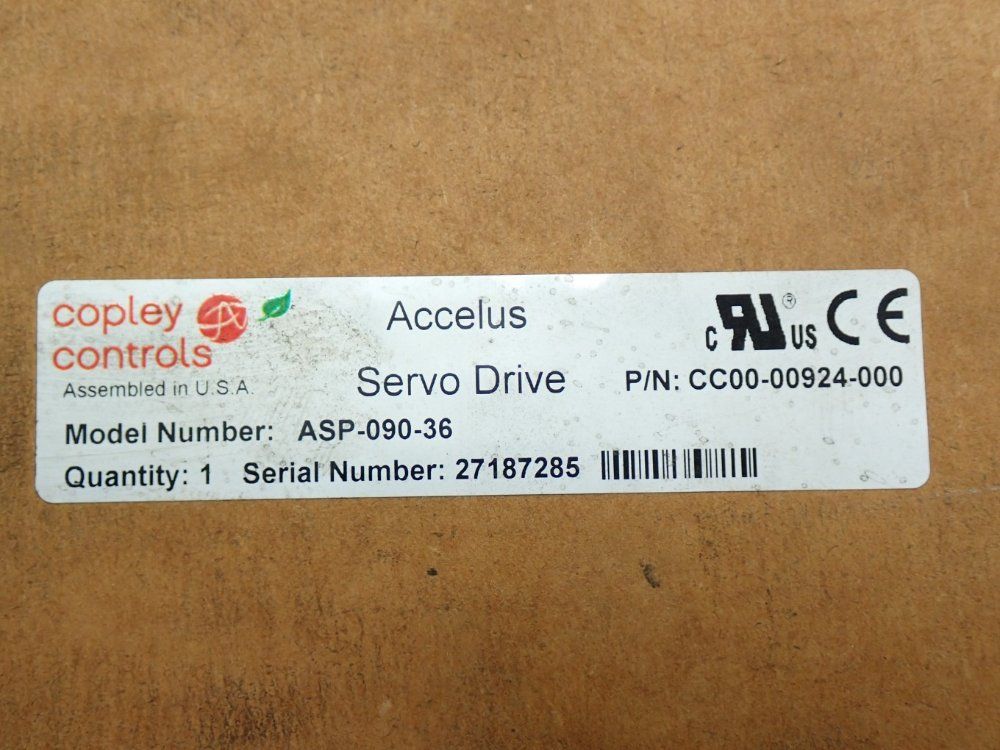 copley
controls
Assembled in U.S.A.
Accelus
Servo Drive
c RU ® US CE
P/N: CC00-00924-000
Model Number: ASP-090-36
Quantity: 1 Serial Number: 27187285